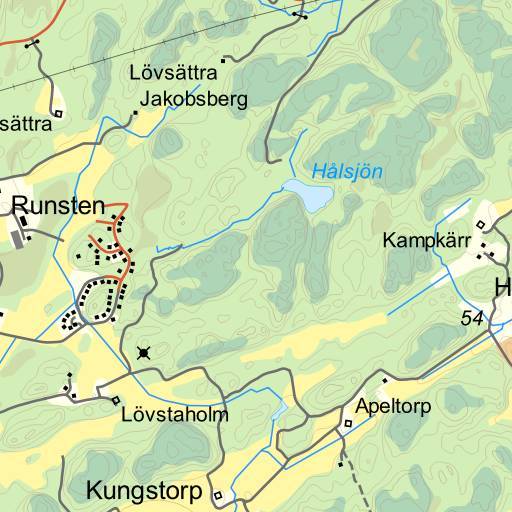 Lövsättra
Jakobsberg
sättra
Hålsjön
Runsten
Kampkärr
H
54
Apeltorp
Lövstaholm
Kungstorp